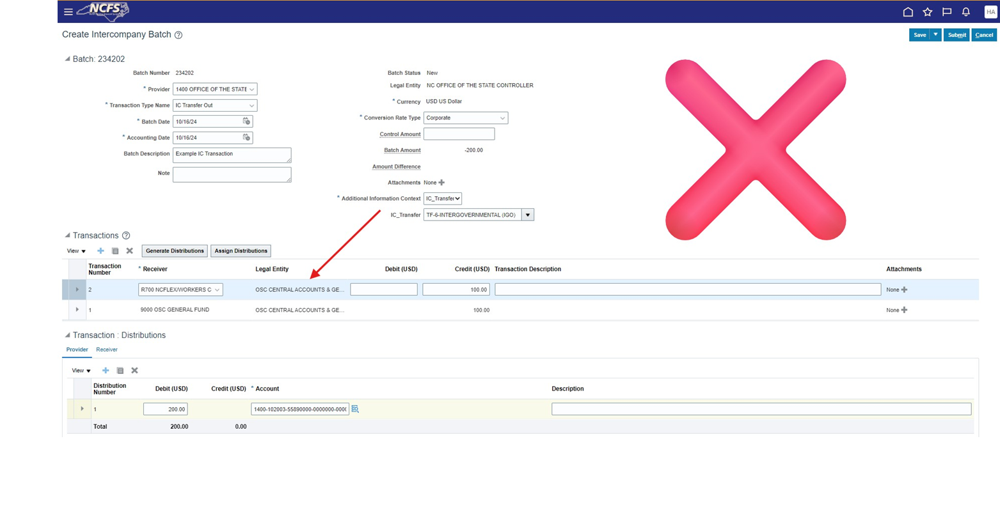 NCFS
HA
Create Intercompany Batch
Save
Submit
Cancel
Batch: 234202
Batch Number 234202
* Provider 1400 OFFICE OF THE STATE
* Transaction Type Name IC Transfer Out
* Batch Date 10/16/24
* Accounting Date 10/16/24
Batch Description Example IC Transaction
Note
Batch Status New
Legal Entity NC OFFICE OF THE STATE CONTROLLER
* Currency USD US Dollar
* Conversion Rate Type Corporate
Control Amount
Batch Amount -200.00
Amount Difference
Attachments None
* Additional Information Context IC_Transfer
IC_Transfer TF-6-INTERGOVERNMENTAL (IGO)
Transactions
View
Generate Distributions
Assign Distributions
Transaction Number * Receiver Legal Entity Debit (USD) Credit (USD) Transaction Description Attachments
2 R700 NCFLEX/WORKERS C OSC CENTRAL ACCOUNTS & GE... 100.00 None
1 9000 OSC GENERAL FUND OSC CENTRAL ACCOUNTS & GE... 100.00 None
Transaction : Distributions
Provider Receiver
View
Distribution Number Debit (USD) Credit (USD) * Account Description
1 200.00 1400-102003-55890000-0000000-000(
Total 200.00 0.00